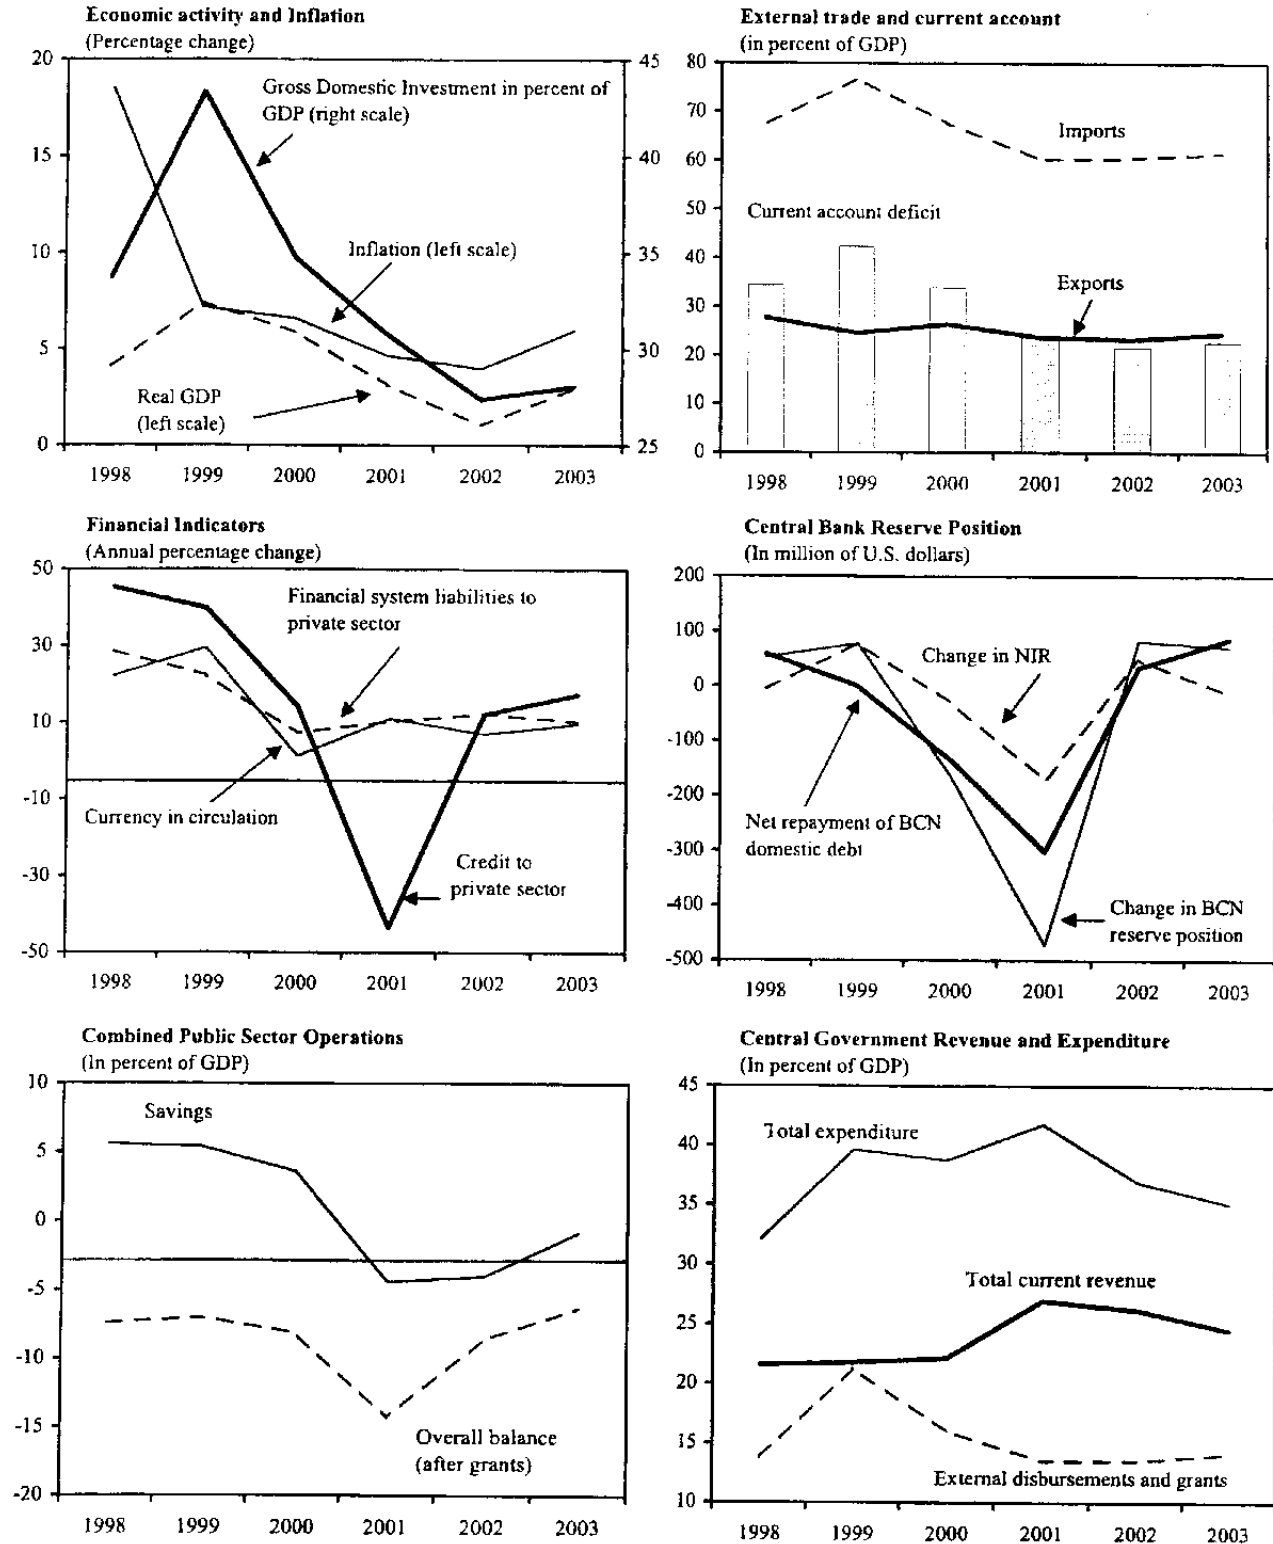 Economic activity and Inflation
(Percentage change)
20
15
10
5
0
45
40
35
30
25
Gross Domestic Investment in percent of
GDP (right scale)
Inflation (left scale)
Real GDP
(left scale)
1998 1999 2000 2001 2002 2003
External trade and current account
(in percent of GDP)
80
70
60
50
40
30
20
10
0
Imports
Current account deficit
Exports
1998 1999 2000 2001 2002 2003
Financial Indicators
(Annual percentage change)
50
30
10
-10
-30
-50
Financial system liabilities to
private sector
Currency in circulation
Credit to
private sector
1998 1999 2000 2001 2002 2003
Central Bank Reserve Position
(In million of U.S. dollars)
200
100
0
-100
-200
-300
-400
-500
Change in NIR
Net repayment of BCN
domestic debt
Change in BCN
reserve position
1998 1999 2000 2001 2002 2003
Combined Public Sector Operations
(In percent of GDP)
10
5
0
-5
-10
-15
-20
Savings
Overall balance
(after grants)
1998 1999 2000 2001 2002 2003
Central Government Revenue and Expenditure
(In percent of GDP)
45
40
35
30
25
20
15
10
Total expenditure
Total current revenue
External disbursements and grants
1998 1999 2000 2001 2002 2003